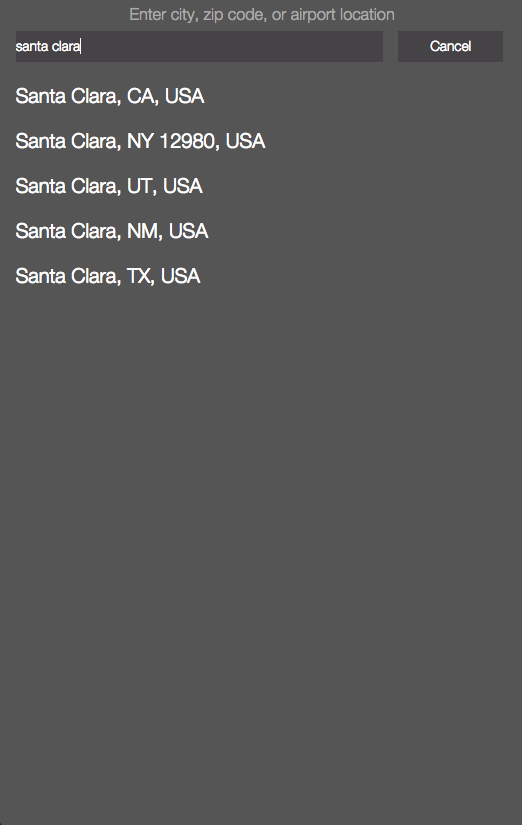 Enter city, zip code, or airport location
santa clara
Cancel
Santa Clara, CA, USA
Santa Clara, NY 12980, USA
Santa Clara, UT, USA
Santa Clara, NM, USA
Santa Clara, TX, USA